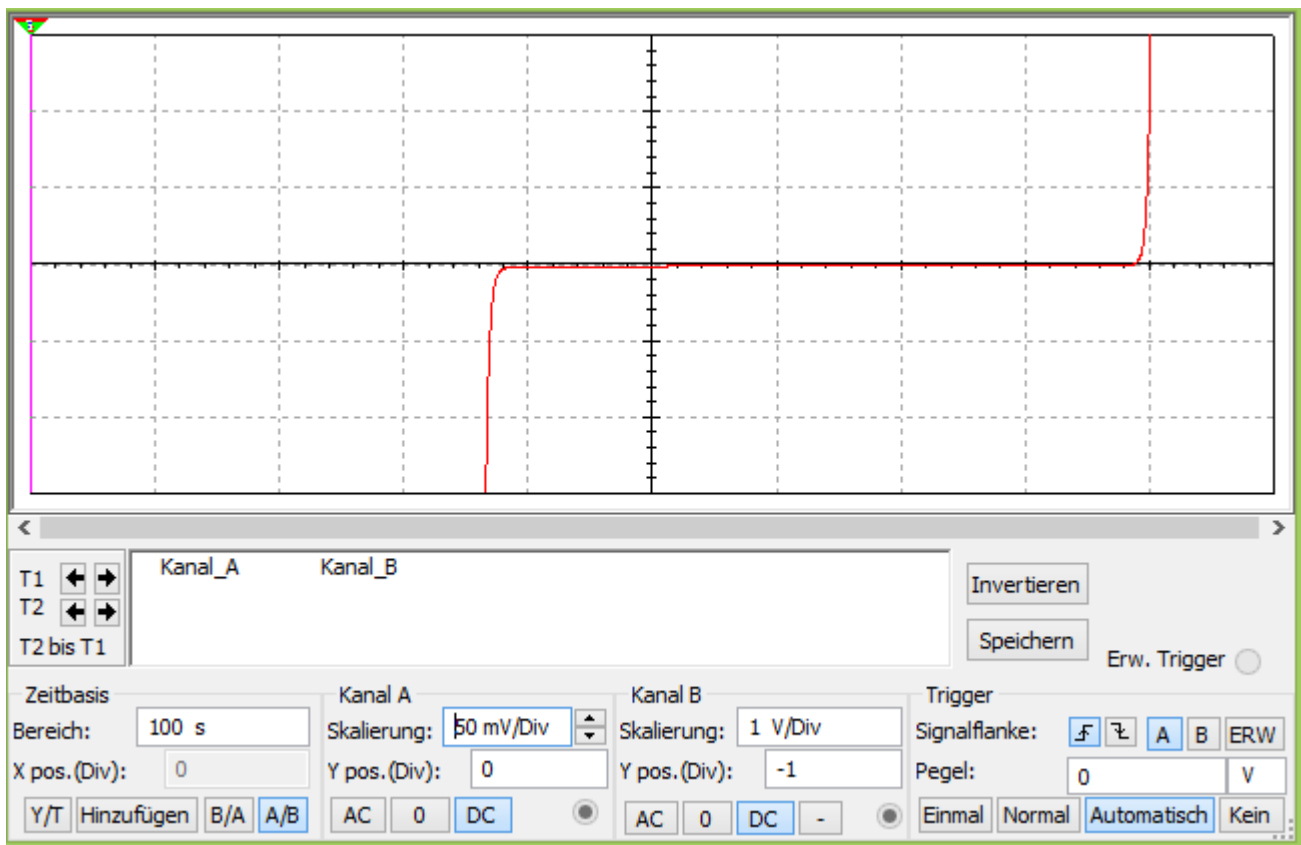 Kanal_A Kanal_B
T1
T2
T2 bis T1
Invertieren
Speichern
Erw. Trigger
Zeitbasis
Bereich: 100 s
X pos.(Div): 0
Y/T Hinzufügen B/A A/B
Kanal A
Skalierung: 50 mV/Div
Y pos.(Div): 0
AC 0 DC
Kanal B
Skalierung: 1 V/Div
Y pos.(Div): -1
AC 0 DC -
Trigger
Signalflanke: A B ERW
Pegel: 0 V
Einmal Normal Automatisch Kein